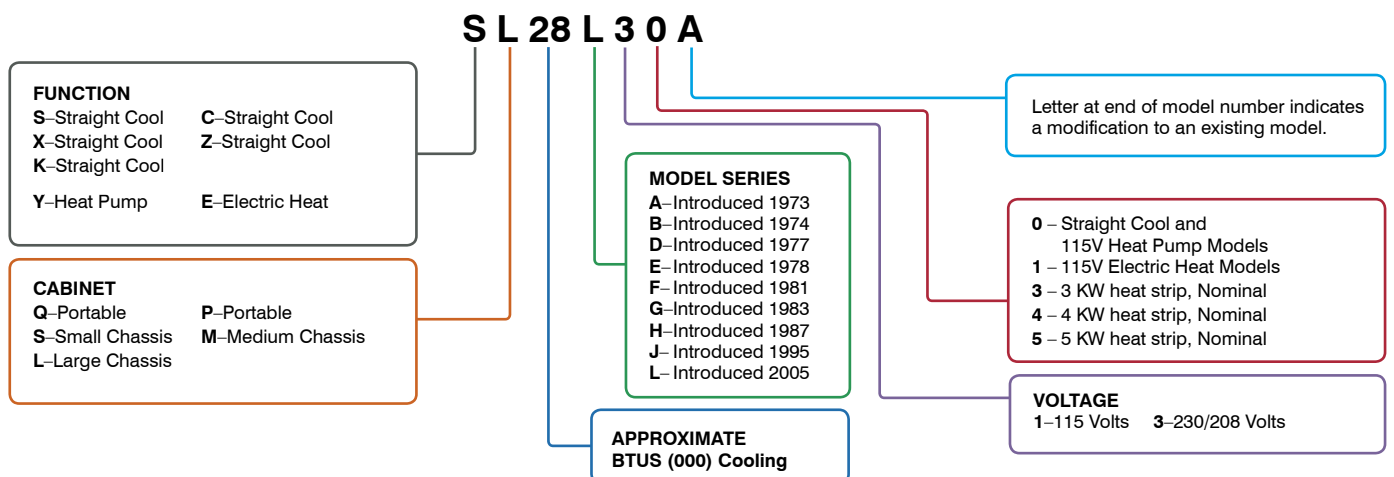 S L 28 L 3 0 A
FUNCTION
S–Straight Cool C–Straight Cool
X–Straight Cool Z–Straight Cool
K–Straight Cool
Y–Heat Pump E–Electric Heat
CABINET
Q–Portable P–Portable
S–Small Chassis M–Medium Chassis
L–Large Chassis
MODEL SERIES
A–Introduced 1973
B–Introduced 1974
D–Introduced 1977
E–Introduced 1978
F–Introduced 1981
G–Introduced 1983
H–Introduced 1987
J–Introduced 1995
L–Introduced 2005
APPROXIMATE
BTUS (000) Cooling
Letter at end of model number indicates
a modification to an existing model.
0 – Straight Cool and
115V Heat Pump Models
1 – 115V Electric Heat Models
3 – 3 KW heat strip, Nominal
4 – 4 KW heat strip, Nominal
5 – 5 KW heat strip, Nominal
VOLTAGE
1–115 Volts 3–230/208 Volts